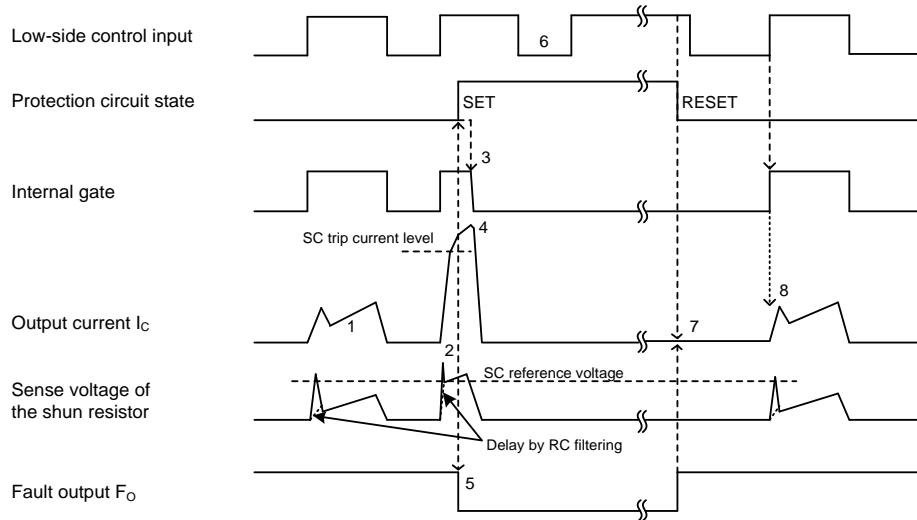 Low-side control input
6
Protection circuit state
SET
RESET
3
Internal gate
SC trip current level
4
8
Output current IC
1
7
2
SC reference voltage
Sense voltage of
the shun resistor
Delay by RC filtering
5
Fault output FO